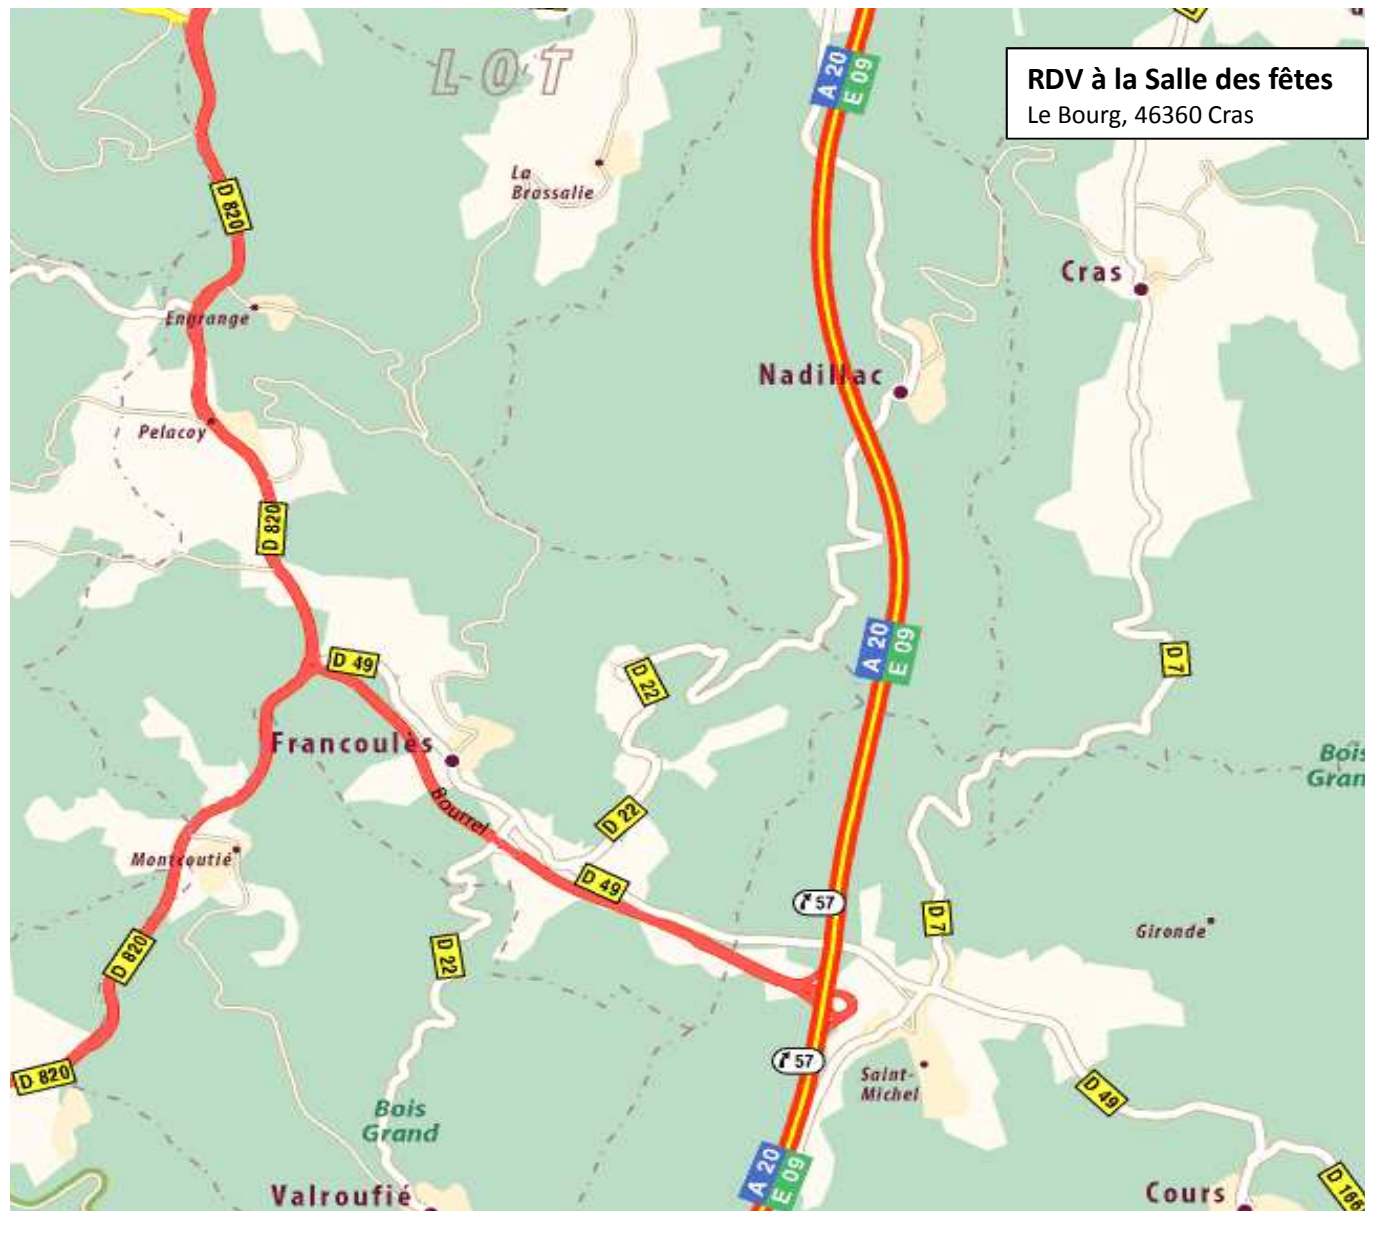 LOT
A 20
E 09
RDV à la Salle des fêtes
Le Bourg, 46360 Cras
La
Brassalie
D 820
Cras
Engrange
Nadillac
Pelacoy
D 820
A 20
E 09
D 49
D 22
D 7
Francoulès
Bois
Gran
Bourrel
D 22
Montcoutié
D 49
57
D 7
Gironde
D 820
D 22
57
D 820
Saint-
Michel
D 49
Bois
Grand
A 20
E 09
Valroufié
Cours
D 166